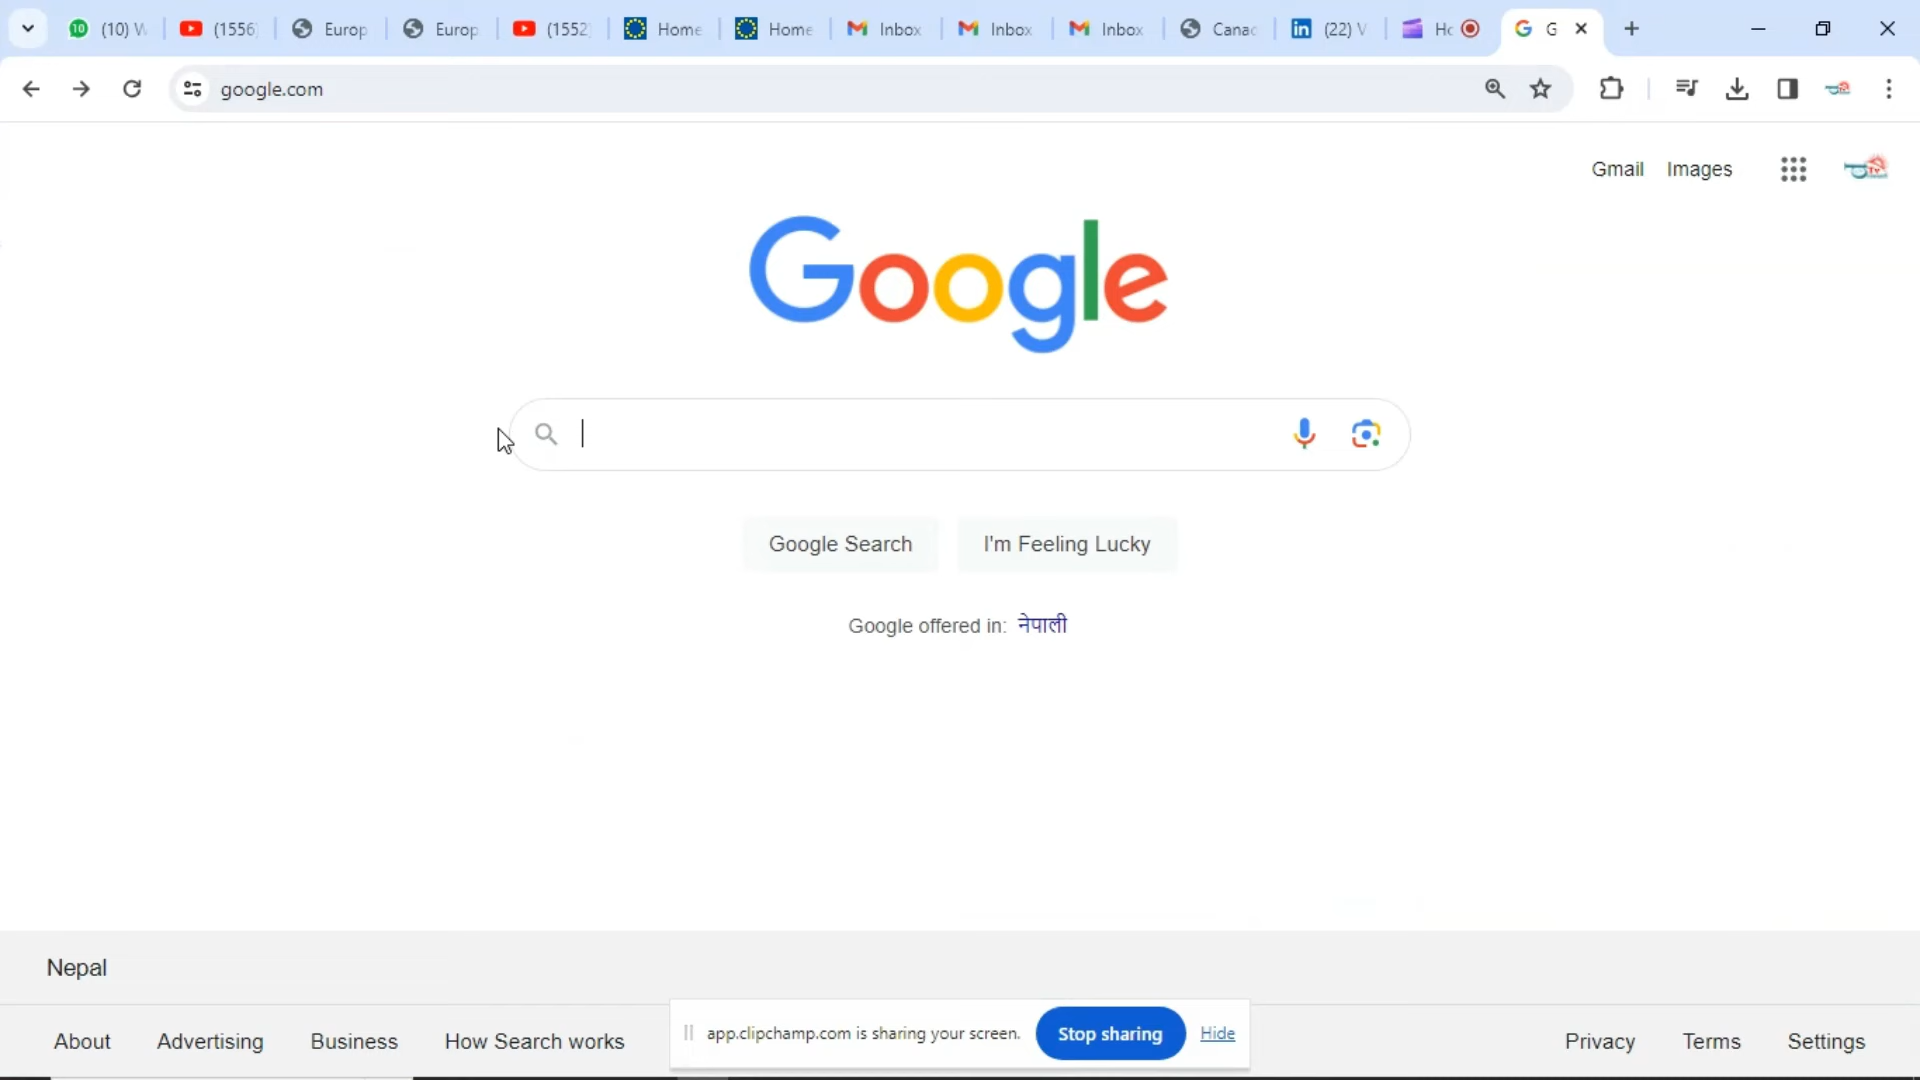 10 (10) W (1556 Europ Europ (1552 Home Home Inbox Inbox Inbox Canac in (22) V Hc G
google.com
Gmail Images
Google
Google Search I'm Feeling Lucky
Google offered in: नेपाली
Nepal
About Advertising Business How Search works
app.clipchamp.com is sharing your screen. Stop sharing Hide
Privacy Terms Settings